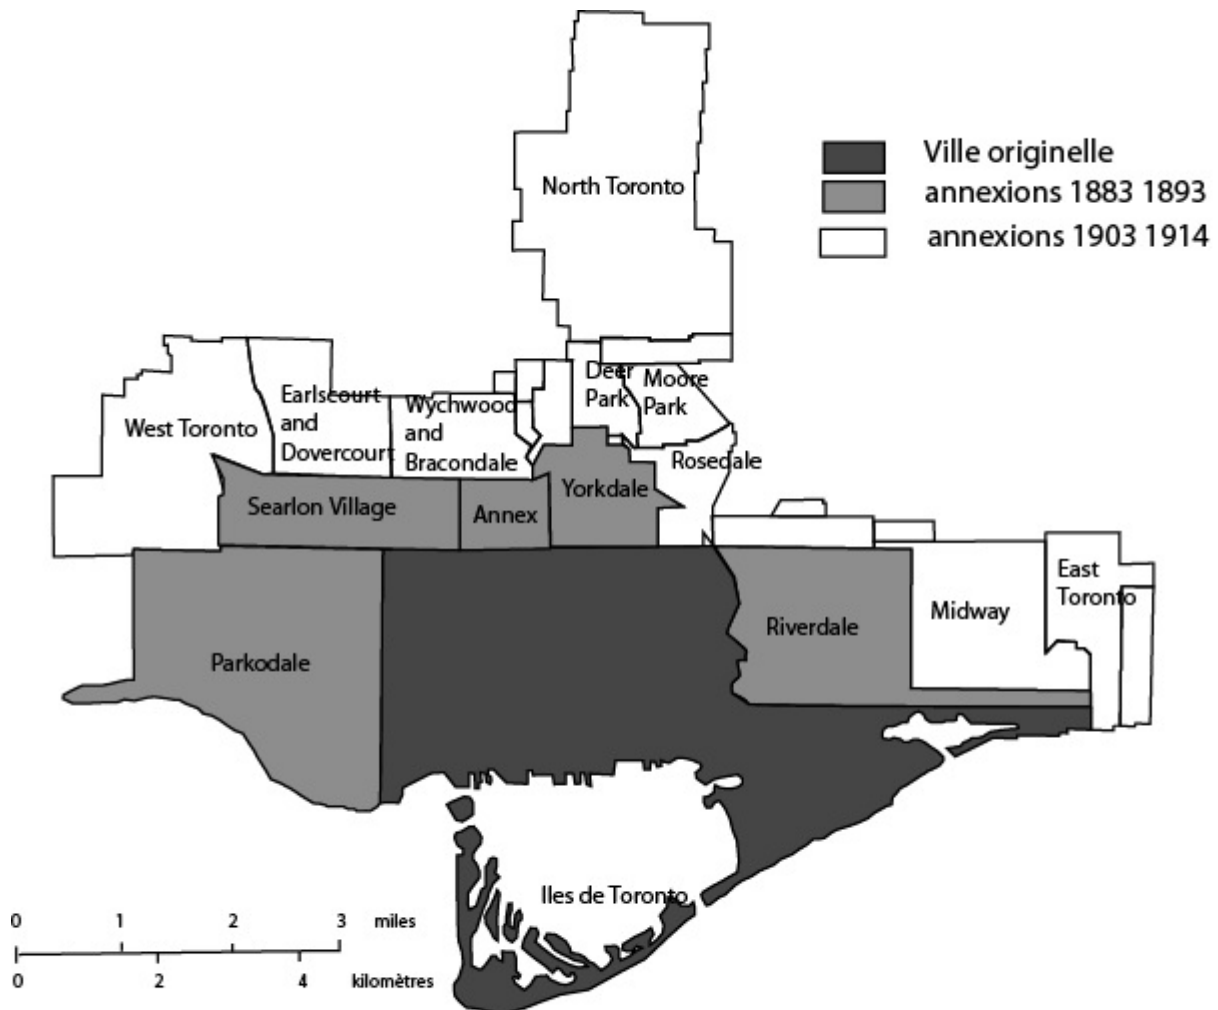 Ville originelle
annexions 1883 1893
annexions 1903 1914
North Toronto
Deer
Park
Moore
Park
Earlscourt
and
Dovercourt
Wychwood
and
Bracondale
West Toronto
Rosedale
Yorkdale
Searlon Village
Annex
East
Toronto
Midway
Riverdale
Parkodale
Iles de Toronto
0 1 2 3 miles
0 2 4 kilomètres